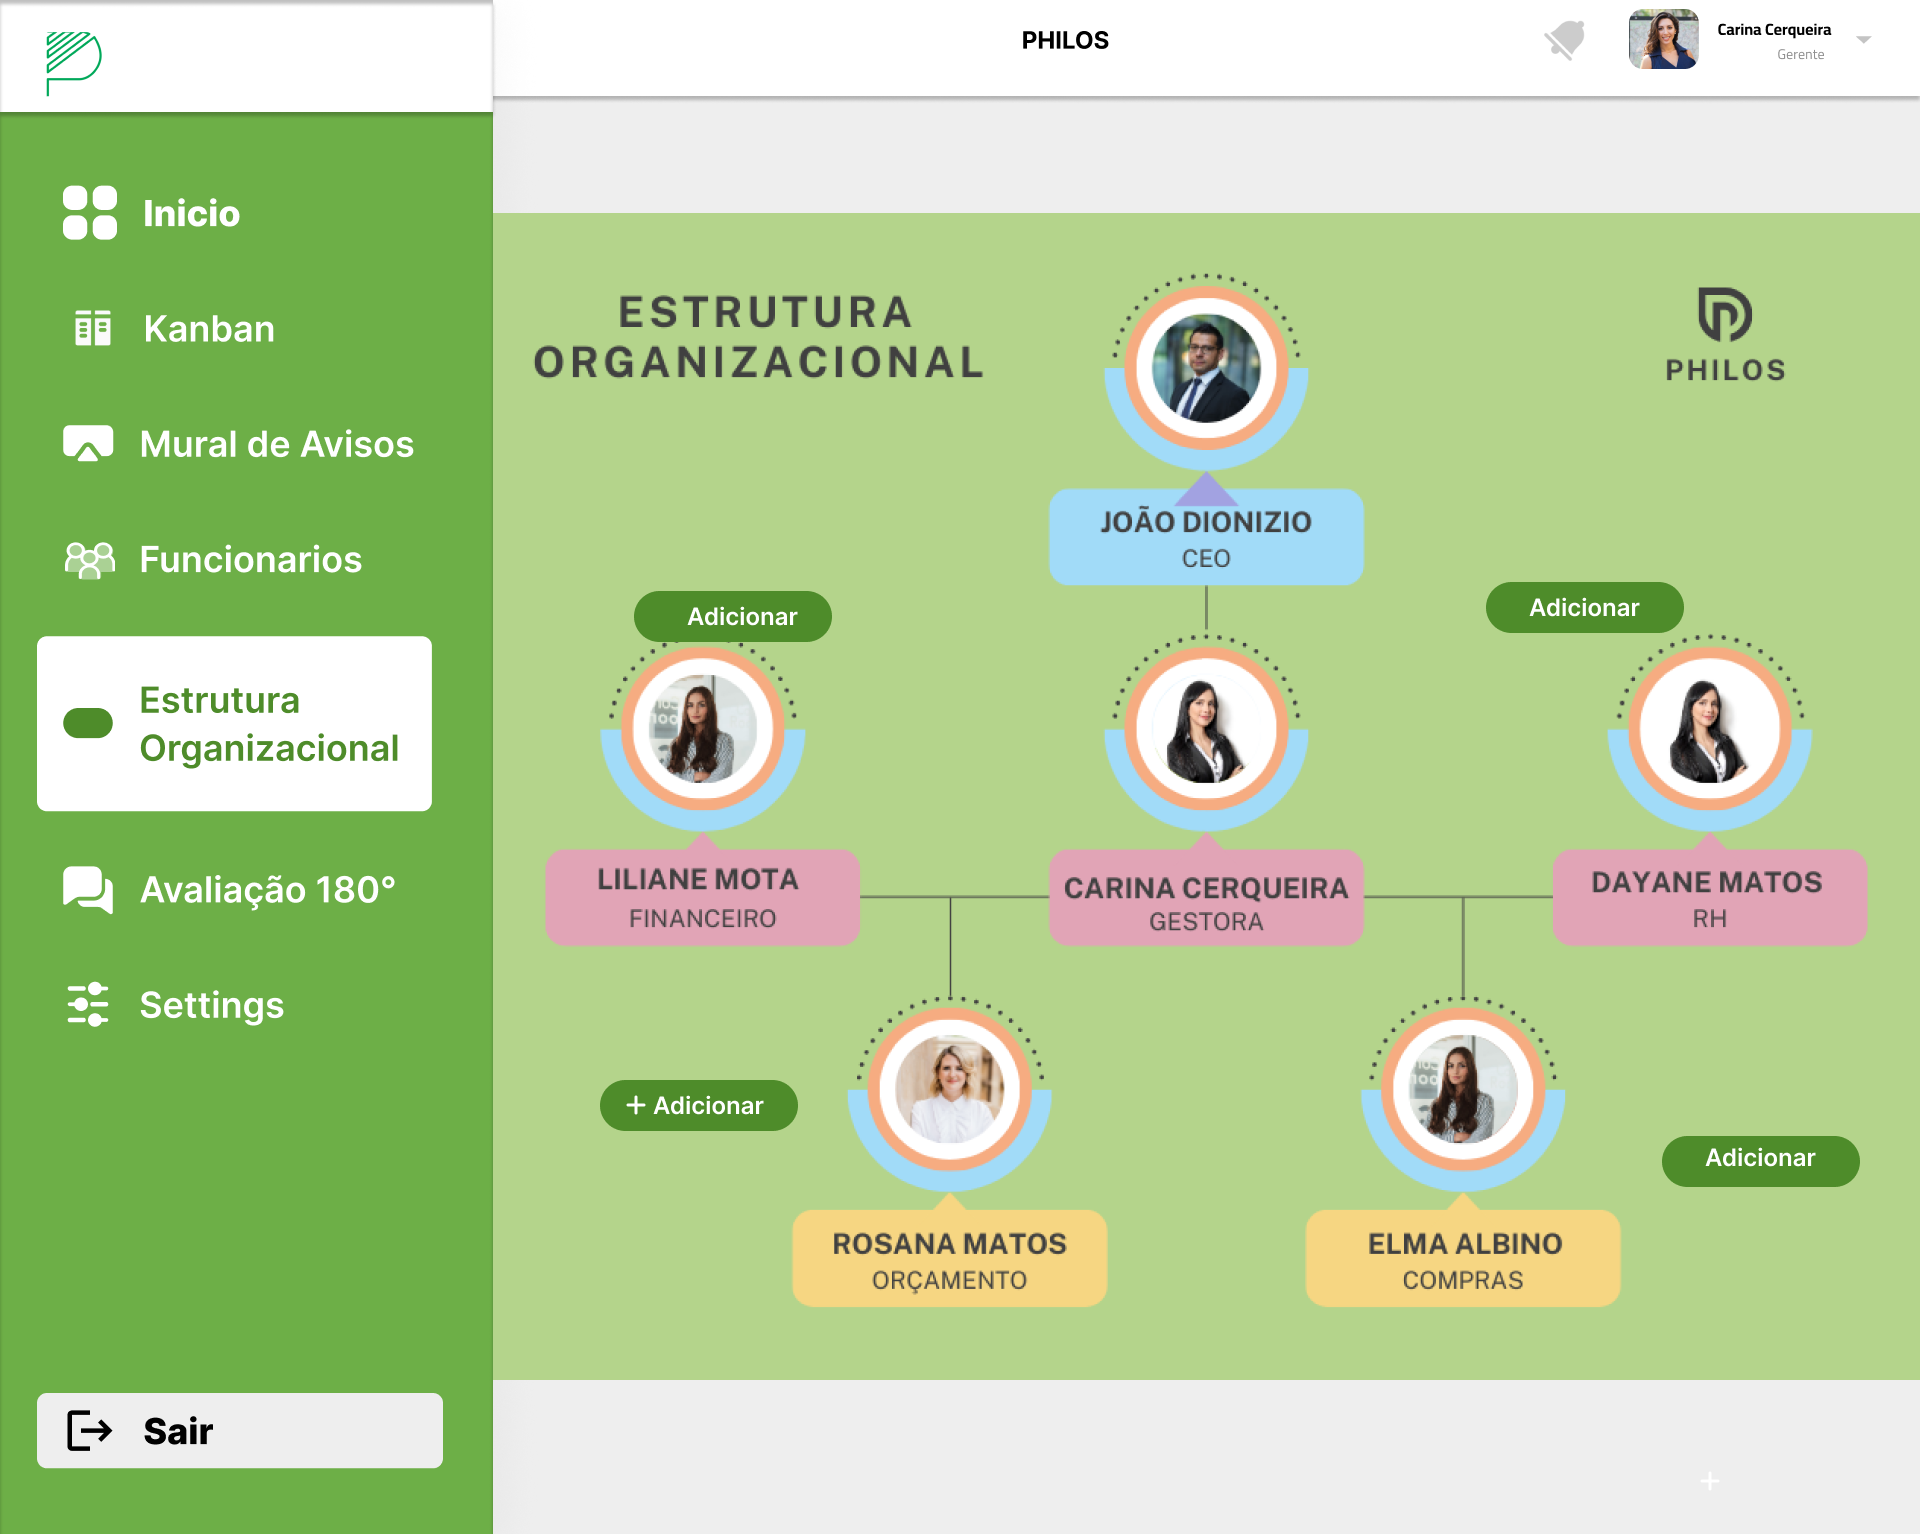 PHILOS
Carina Cerqueira
Gerente
Inicio
Kanban
Mural de Avisos
Funcionarios
Estrutura
Organizacional
Avaliação 180°
Settings
Sair
ESTRUTURA
ORGANIZACIONAL
PHILOS
JOÃO DIONIZIO
CEO
Adicionar
Adicionar
LILIANE MOTA
FINANCEIRO
CARINA CERQUEIRA
GESTORA
DAYANE MATOS
RH
+ Adicionar
Adicionar
ROSANA MATOS
ORÇAMENTO
ELMA ALBINO
COMPRAS
+